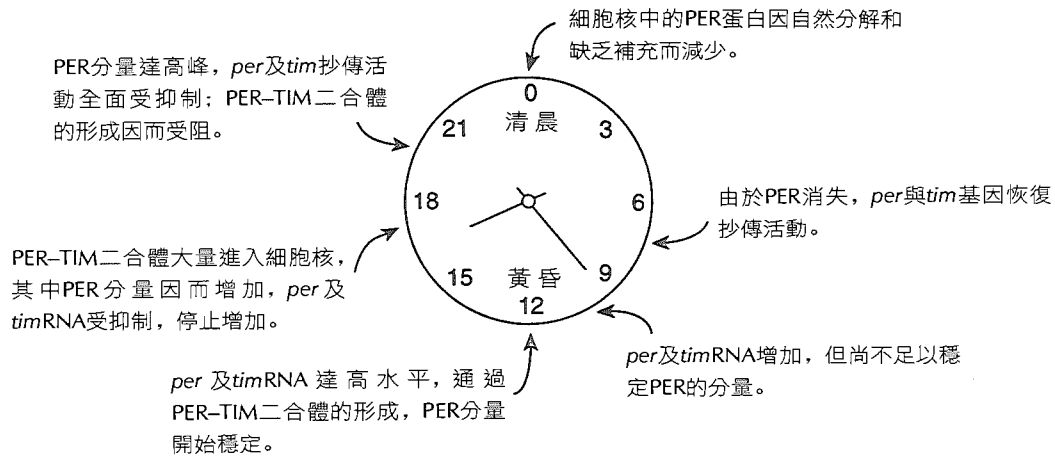 細胞核中的PER蛋白因自然分解和
缺乏補充而減少。
PER分量達高峰，per及tim抄傳活
動全面受抑制；PER–TIM二合體
的形成因而受阻。
0
清晨
21
3
18
6
由於PER消失，per與tim基因恢復
抄傳活動。
PER–TIM二合體大量進入細胞核，
其中PER分量因而增加，per及
timRNA受抑制，停止增加。
15
黃昏
9
12
per及timRNA增加，但尚不足以穩
定PER的分量。
per及timRNA達高水平，通過
PER–TIM二合體的形成，PER分量
開始穩定。